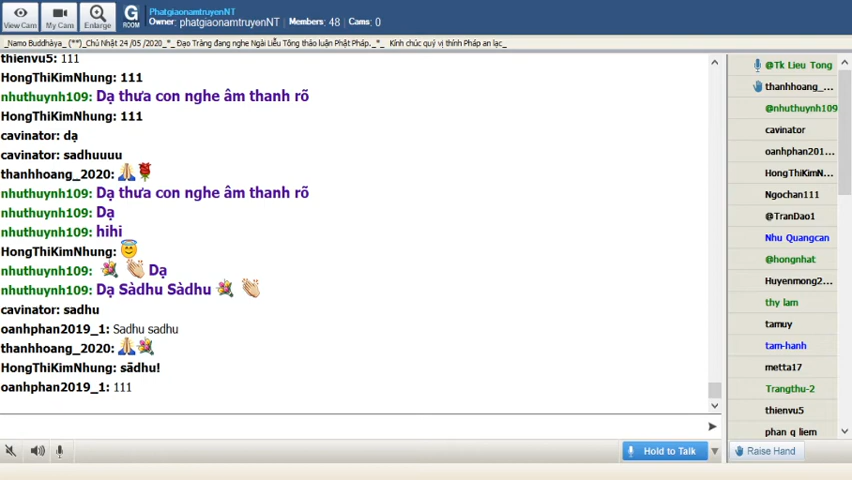 View Cam
My Cam
Enlarge
G ROOM
PhatgiaonamtruyenNT
Owner: phatgiaonamtruyenNT Members: 48 Cams: 0
_Namo Buddhàya_ (**)_Chủ Nhật 24 /05 /2020_*_ Đạo Tràng đang nghe Ngài Liễu Tông thảo luận Phật Pháp._*_ Kính chúc quý vị thính Pháp an lạc_
thienvu5: 111
HongThiKimNhung: 111
nhuthuynh109: Dạ thưa con nghe âm thanh rõ
HongThiKimNhung: 111
cavinator: dạ
cavinator: sadhuuuu
thanhhoang_2020: 🙏🌹
nhuthuynh109: Dạ thưa con nghe âm thanh rõ
nhuthuynh109: Dạ
nhuthuynh109: hihi
HongThiKimNhung: 😇
nhuthuynh109: 💐 👏 Dạ
nhuthuynh109: Dạ Sàdhu Sàdhu 💐 👏
cavinator: sadhu
oanhphan2019_1: Sadhu sadhu
thanhhoang_2020: 🙏💐
HongThiKimNhung: sādhu!
oanhphan2019_1: 111
@Tk Lieu Tong
thanhhoang_...
@nhuthuynh109
cavinator
oanhphan201...
HongThiKimN...
Ngochan111
@TranDao1
Nhu Quangcan
@hongnhat
Huyenmong2...
thy lam
tamuy
tam-hanh
metta17
Trangthu-2
thienvu5
phan q liem
Hold to Talk
Raise Hand